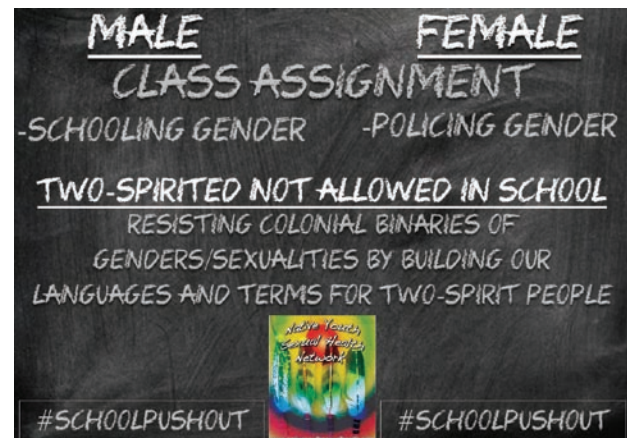 MALE FEMALE
CLASS ASSIGNMENT
-SCHOOLING GENDER -POLICING GENDER
TWO-SPIRITED NOT ALLOWED IN SCHOOL
RESISTING COLONIAL BINARIES OF
GENDERS/SEXUALITIES BY BUILDING OUR
LANGUAGES AND TERMS FOR TWO-SPIRIT PEOPLE
Native Youth
Sexual Health
Network
#SCHOOLPUSHOUT #SCHOOLPUSHOUT